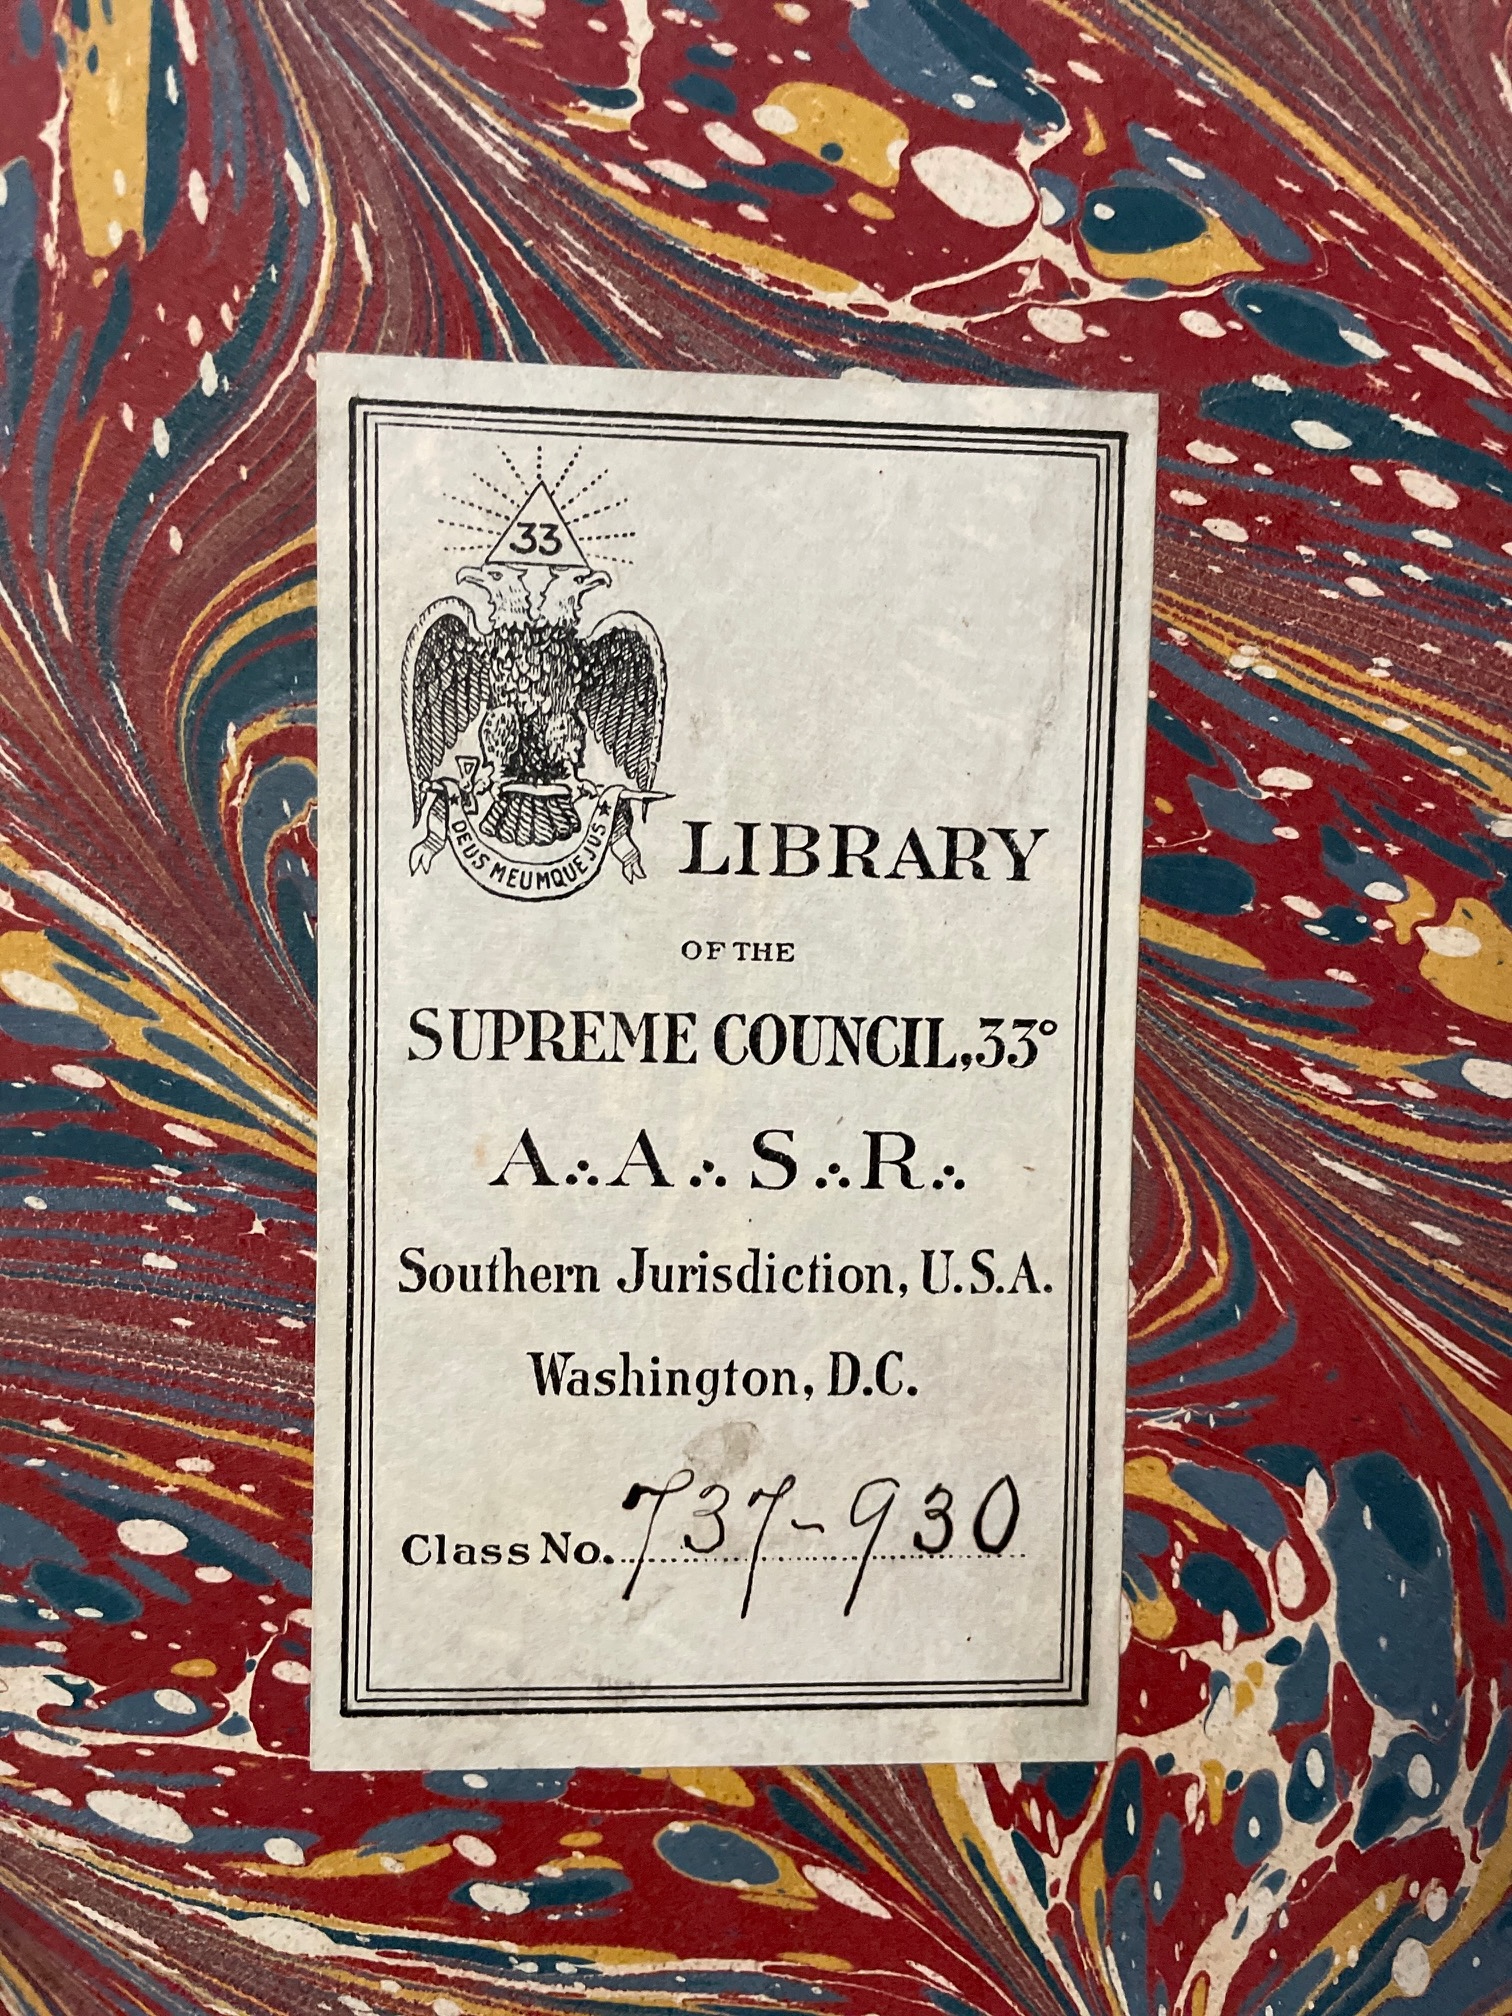 33
DEUS MEUMQUE JUS
LIBRARY
OF THE
SUPREME COUNCIL, 33°
A∴A∴S∴R∴
Southern Jurisdiction, U.S.A.
Washington, D.C.
Class No. 737-930